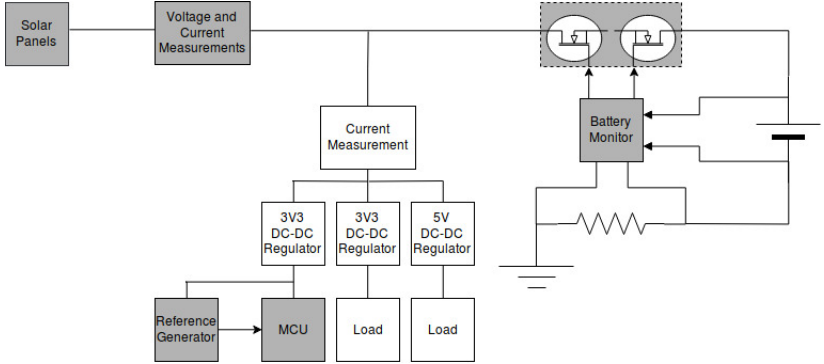 Solar
Panels
Voltage and
Current
Measurements
Current
Measurement
Battery
Monitor
3V3
DC-DC
Regulator
3V3
DC-DC
Regulator
5V
DC-DC
Regulator
Reference
Generator
MCU
Load
Load